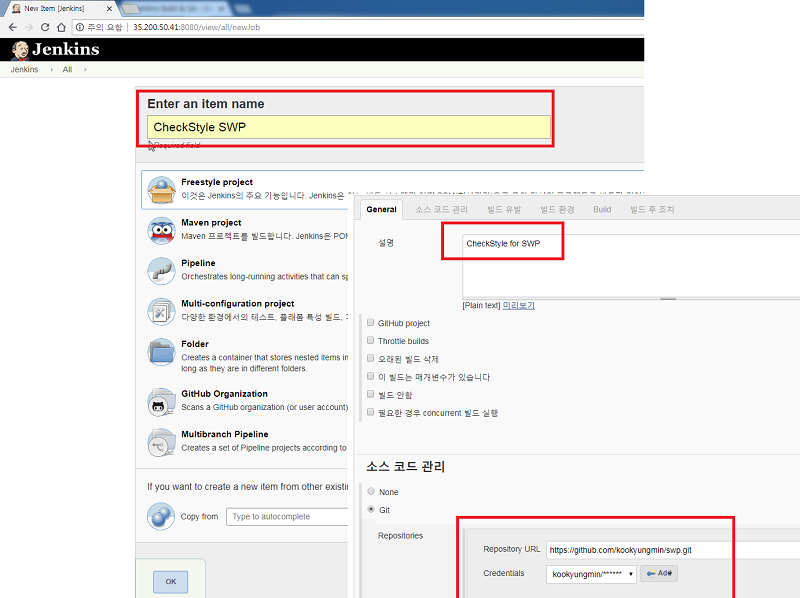 New Item [Jenkins]
주의 요함 | 35.200.50.41:8080/view/all/newJob
Jenkins
Jenkins › All ›
Enter an item name
CheckStyle SWP
Required field
Freestyle project
이것은 Jenkins의 주요 기능입니다. Jenkins은
Maven project
Maven 프로젝트를 빌드합니다. Jenkins은 POM
Pipeline
Orchestrates long-running activities that can sp
Multi-configuration project
다양한 환경에서의 테스트, 플래폼 특성 빌드,
Folder
Creates a container that stores nested items in
long as they are in different folders.
GitHub Organization
Scans a GitHub organization (or user account)
Multibranch Pipeline
Creates a set of Pipeline projects according to
If you want to create a new item from other existin
Copy from
Type to autocomplete
OK
General 소스 코드 관리 빌드 유발 빌드 환경 Build 빌드 후 조치
설명
CheckStyle for SWP
[Plain text] 미리보기
GitHub project
Throttle builds
오래된 빌드 삭제
이 빌드는 매개변수가 있습니다
빌드 안함
필요한 경우 concurrent 빌드 실행
소스 코드 관리
None
Git
Repositories
Repository URL https://github.com/kookyungmin/swp.git
Credentials kookyungmin/****** Add